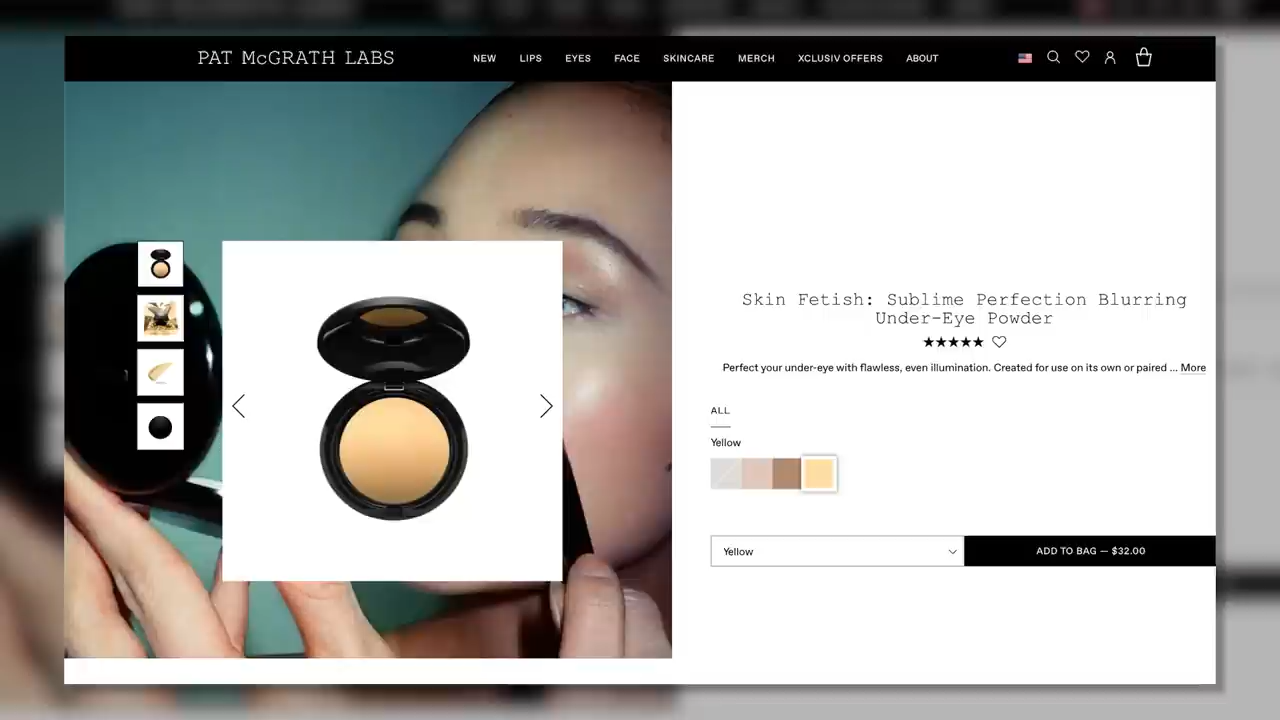 PAT McGRATH LABS
NEW LIPS EYES FACE SKINCARE MERCH XCLUSIV OFFERS ABOUT
Skin Fetish: Sublime Perfection Blurring
Under-Eye Powder
Perfect your under-eye with flawless, even illumination. Created for use on its own or paired ... More
ALL
Yellow
Yellow
ADD TO BAG — $32.00